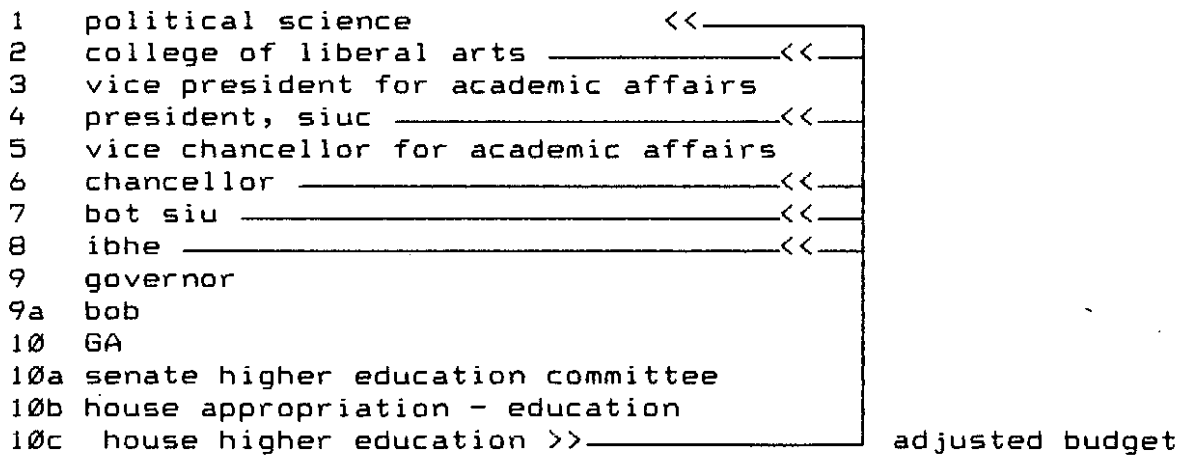 1 political science <<
2 college of liberal arts <<
3 vice president for academic affairs
4 president, siuc <<
5 vice chancellor for academic affairs
6 chancellor <<
7 bot siu <<
8 ibhe <<
9 governor
9a bob
10 GA
10a senate higher education committee
10b house appropriation - education
10c house higher education >> adjusted budget